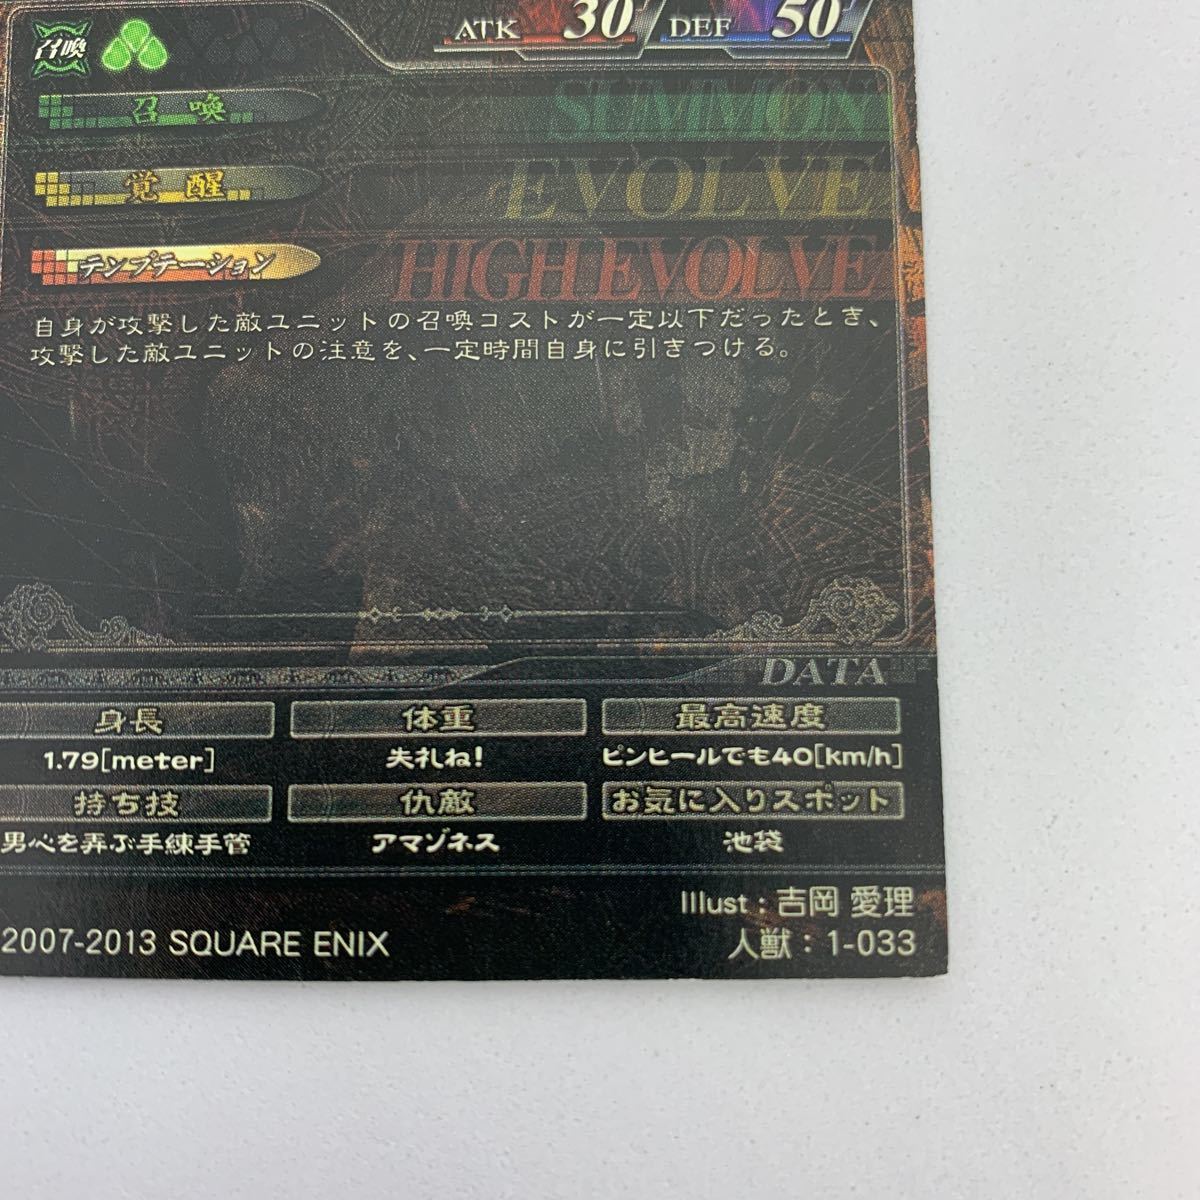 ATK 30 DEF 50
召喚
召喚 SUMMON
覚醒 EVOLVE
テンプテーション HIGH EVOLVE
自身が攻撃した敵ユニットの召喚コストが一定以下だったとき、
攻撃した敵ユニットの注意を、一定時間自身に引きつける。
DATA
身長 体重 最高速度
1.79[meter] 失礼ね! ピンヒールでも40[km/h]
持ち技 仇敵 お気に入りスポット
男心を弄ぶ手練手管 アマゾネス 池袋
Illust:吉岡 愛理
2007-2013 SQUARE ENIX 人獣:1-033